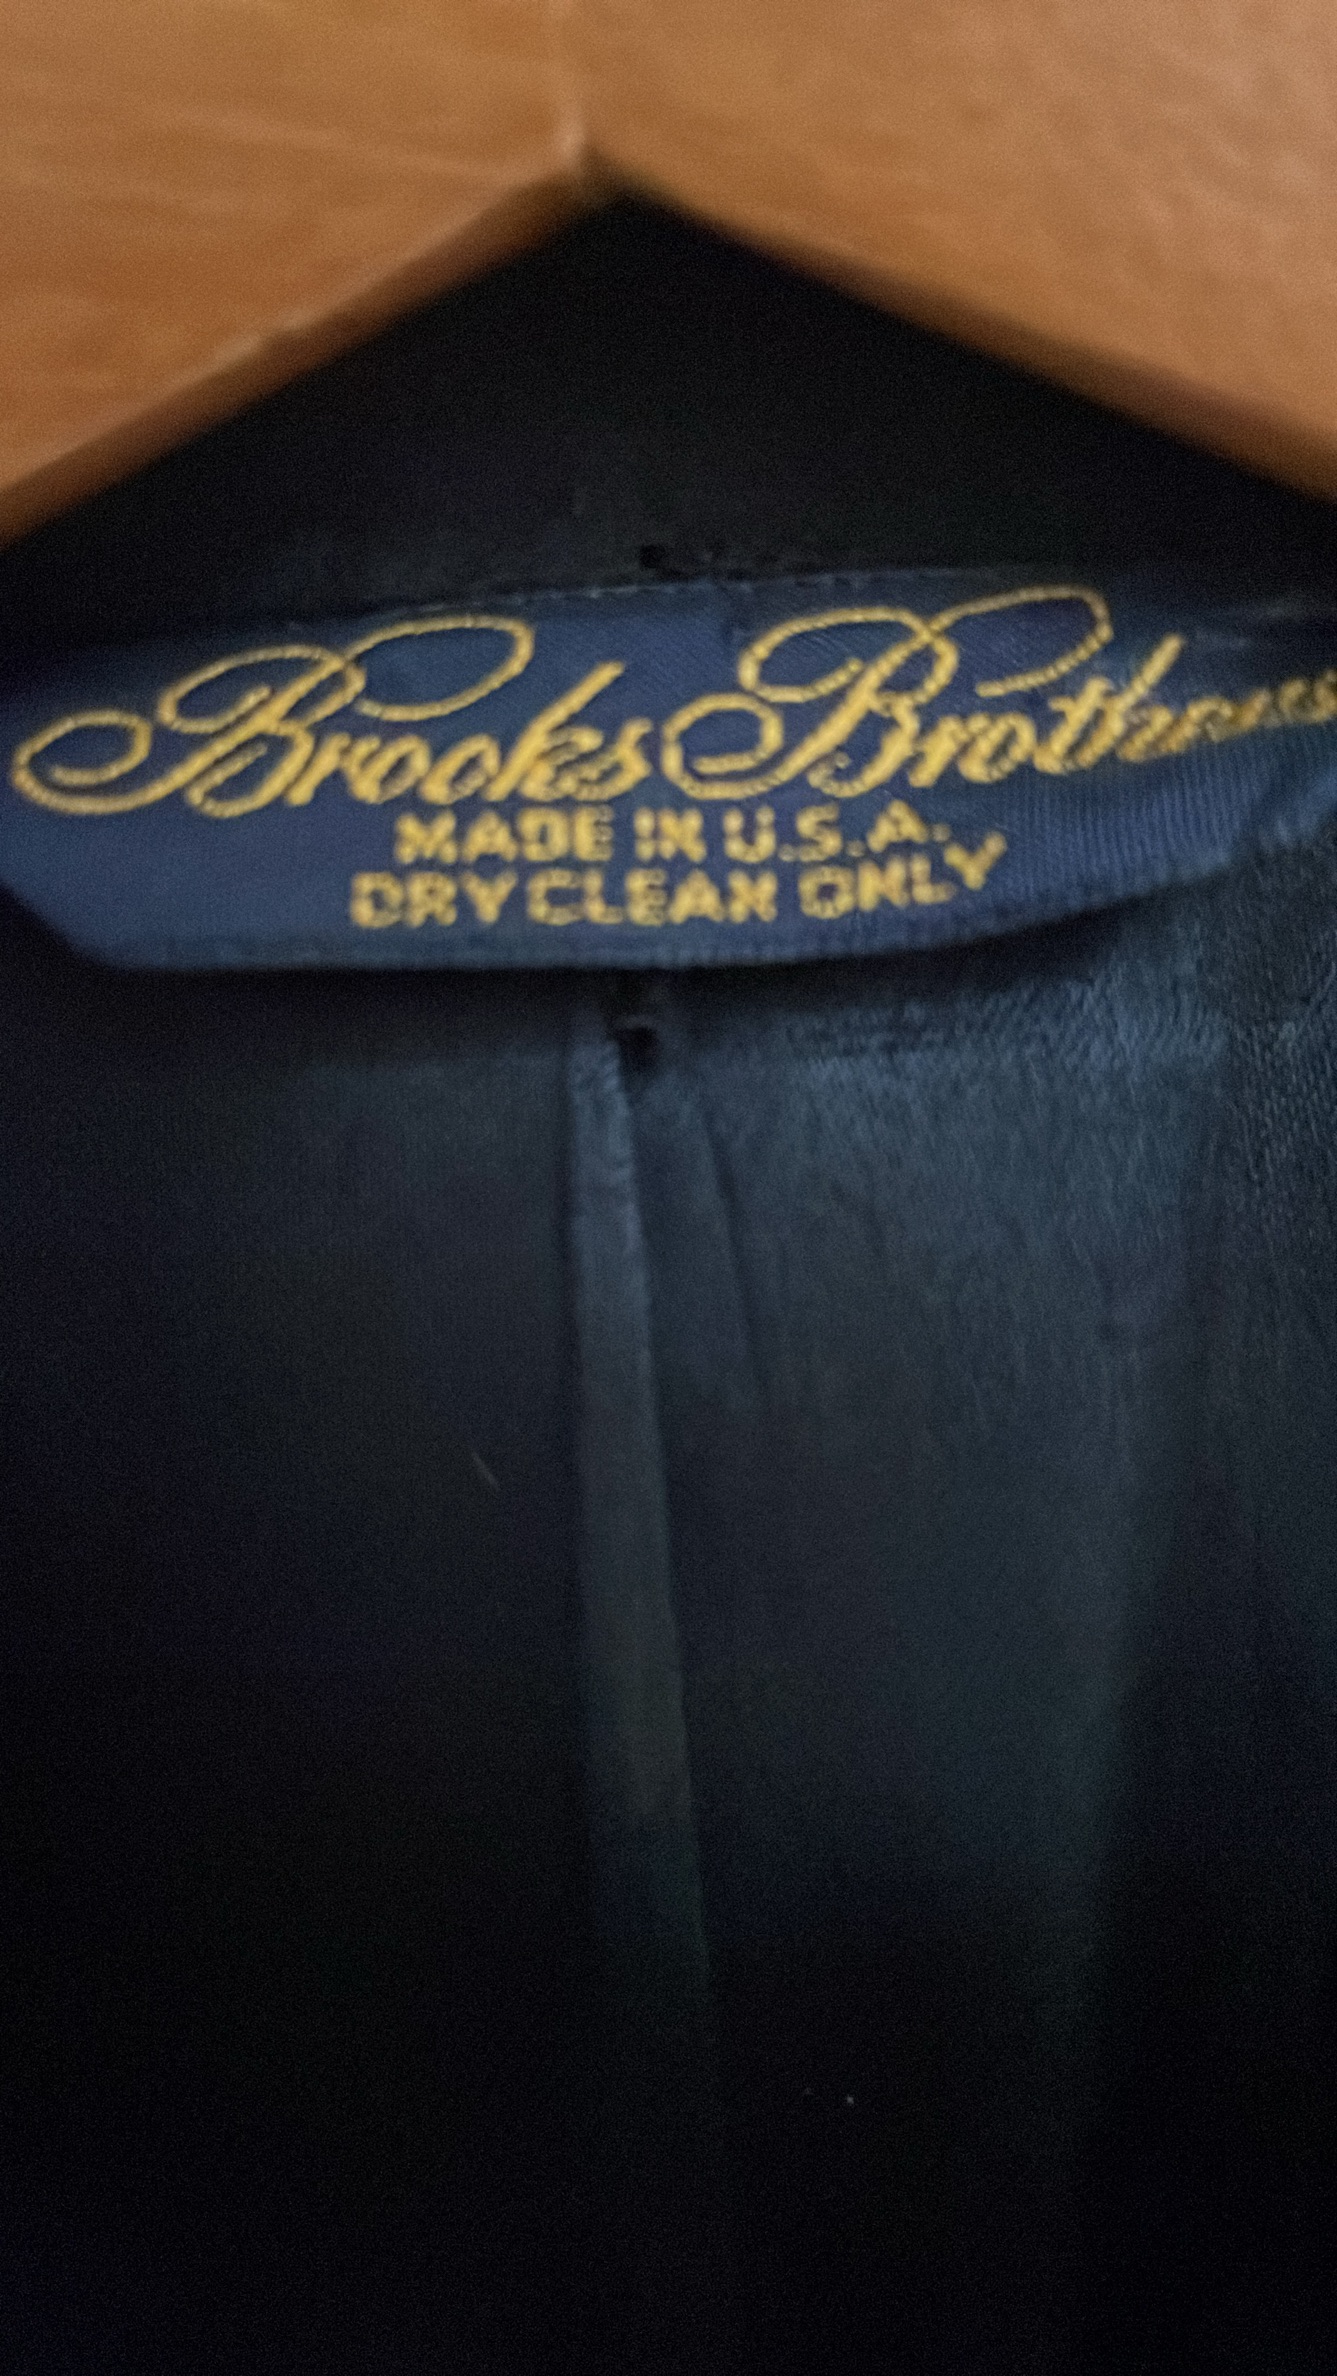 Brooks Brothers
MADE IN U.S.A.
DRY CLEAN ONLY